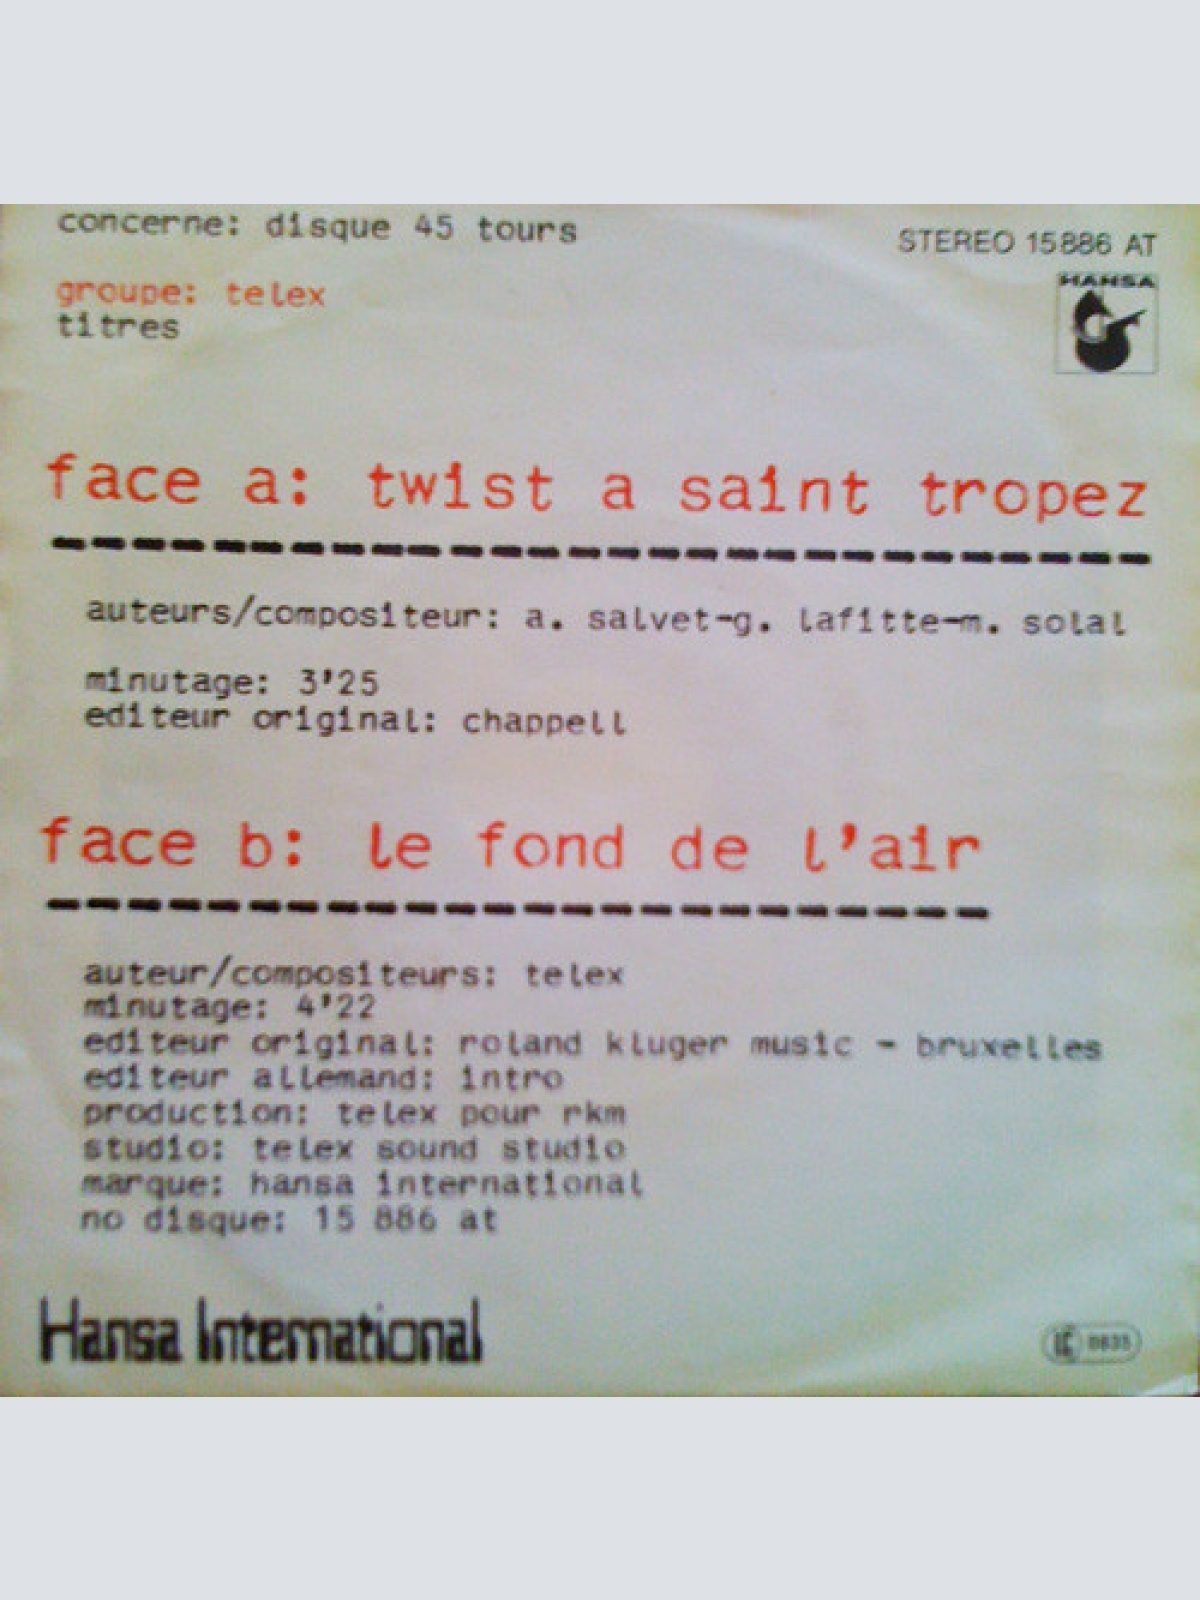 concerne: disque 45 tours
STEREO 15886 AT
HANSA
groupe: telex
titres
face a: twist a saint tropez
auteurs/compositeur: a. salvet-g. lafitte-m. solal
minutage: 3'25
editeur original: chappell
face b: le fond de l'air
auteur/compositeurs: telex
minutage: 4'22
editeur original: roland kluger music - bruxelles
editeur allemand: intro
production: telex pour rkm
studio: telex sound studio
marque: hansa international
no disque: 15 886 at
Hansa International
LC